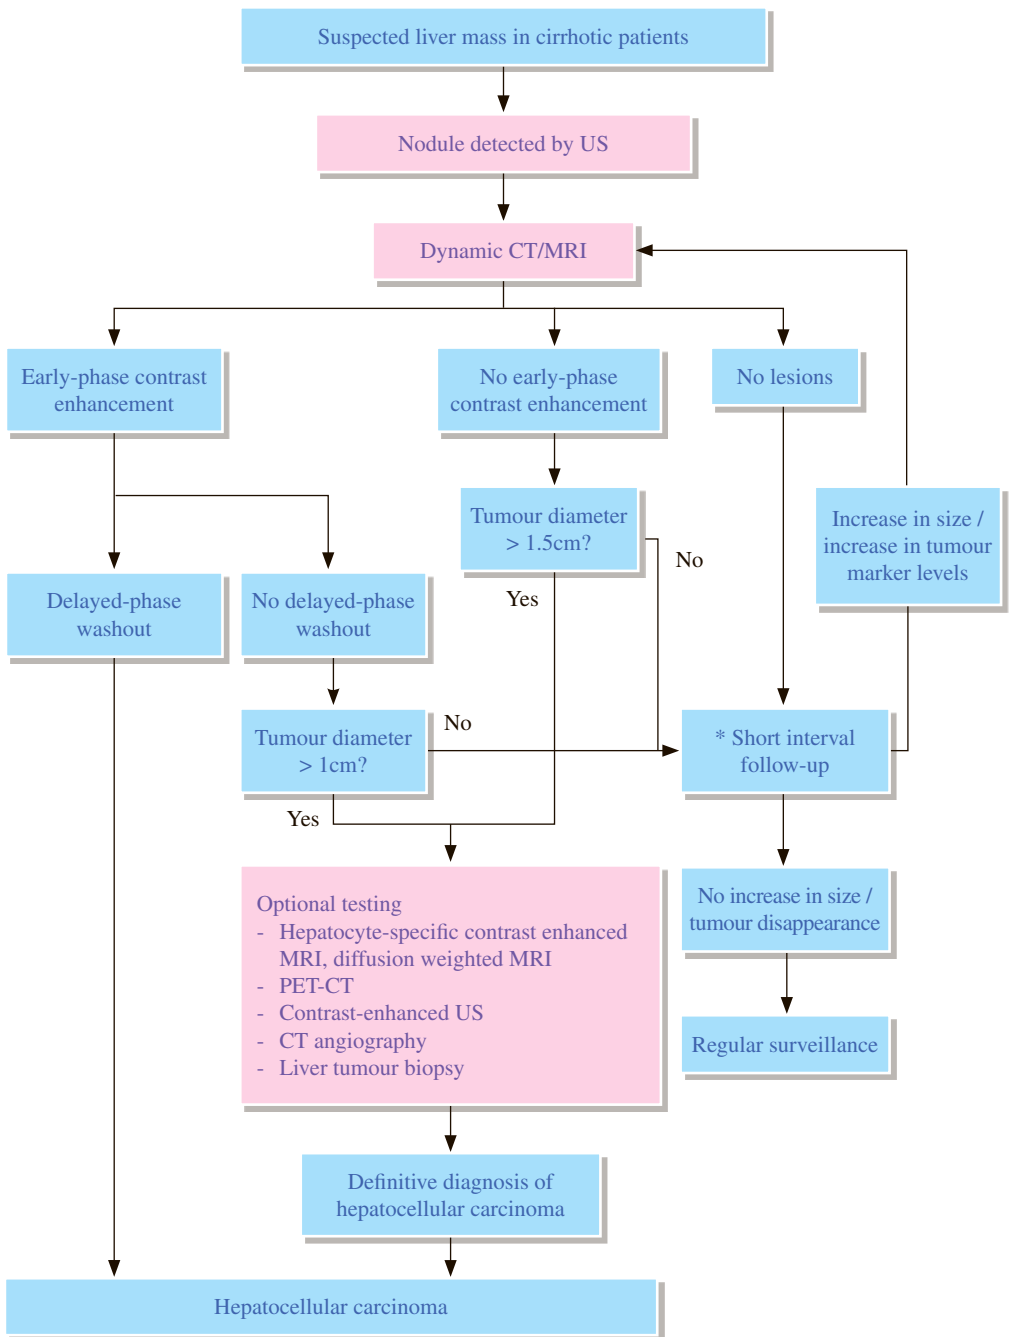 Suspected liver mass in cirrhotic patients
Nodule detected by US
Dynamic CT/MRI
Early-phase contrast
enhancement
No early-phase
contrast enhancement
No lesions
Tumour diameter
> 1.5cm?
Increase in size /
increase in tumour
marker levels
No
Yes
Delayed-phase
washout
No delayed-phase
washout
Tumour diameter
> 1cm?
No
Yes
* Short interval
follow-up
Optional testing
- Hepatocyte-specific contrast enhanced
MRI, diffusion weighted MRI
- PET-CT
- Contrast-enhanced US
- CT angiography
- Liver tumour biopsy
No increase in size /
tumour disappearance
Regular surveillance
Definitive diagnosis of
hepatocellular carcinoma
Hepatocellular carcinoma